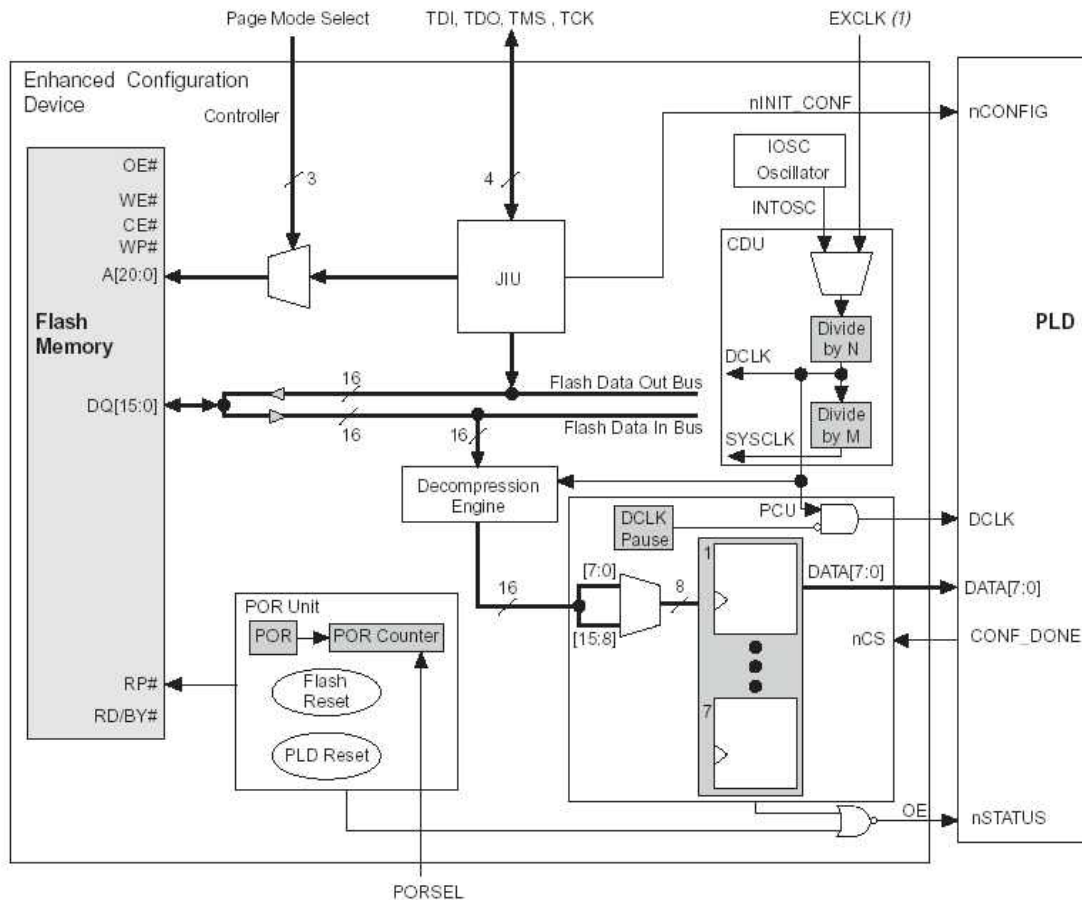 Page Mode Select
TDI, TDO, TMS , TCK
EXCLK (1)
Enhanced Configuration
Device
Controller
nINIT_CONF
nCONFIG
OE#
WE#
CE#
WP#
A[20:0]
3
4
IOSC
Oscillator
INTOSC
CDU
JIU
Flash
Memory
PLD
Divide
by N
DCLK
16
Flash Data Out Bus
DQ[15:0]
16
16
Flash Data In Bus
Divide
by M
SYSCLK
Decompression
Engine
PCU
DCLK
Pause
DCLK
1
16
[7:0]
8
[15:8]
DATA[7:0]
DATA[7:0]
POR Unit
POR
POR Counter
nCS
CONF_DONE
RP#
Flash
Reset
RD/BY#
7
PLD Reset
OE
nSTATUS
PORSEL